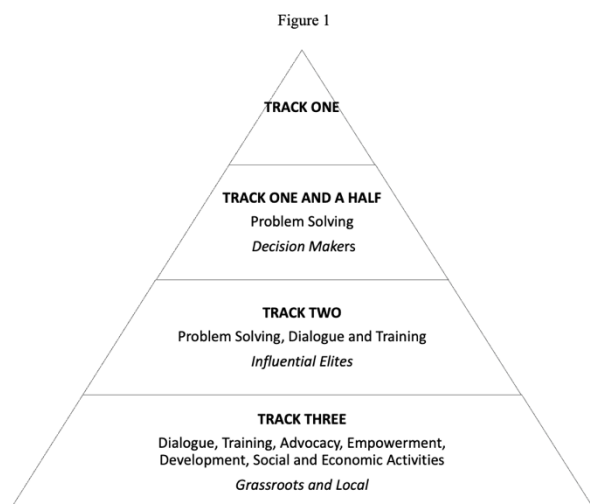 Figure 1
TRACK ONE
TRACK ONE AND A HALF
Problem Solving
Decision Makers
TRACK TWO
Problem Solving, Dialogue and Training
Influential Elites
TRACK THREE
Dialogue, Training, Advocacy, Empowerment,
Development, Social and Economic Activities
Grassroots and Local